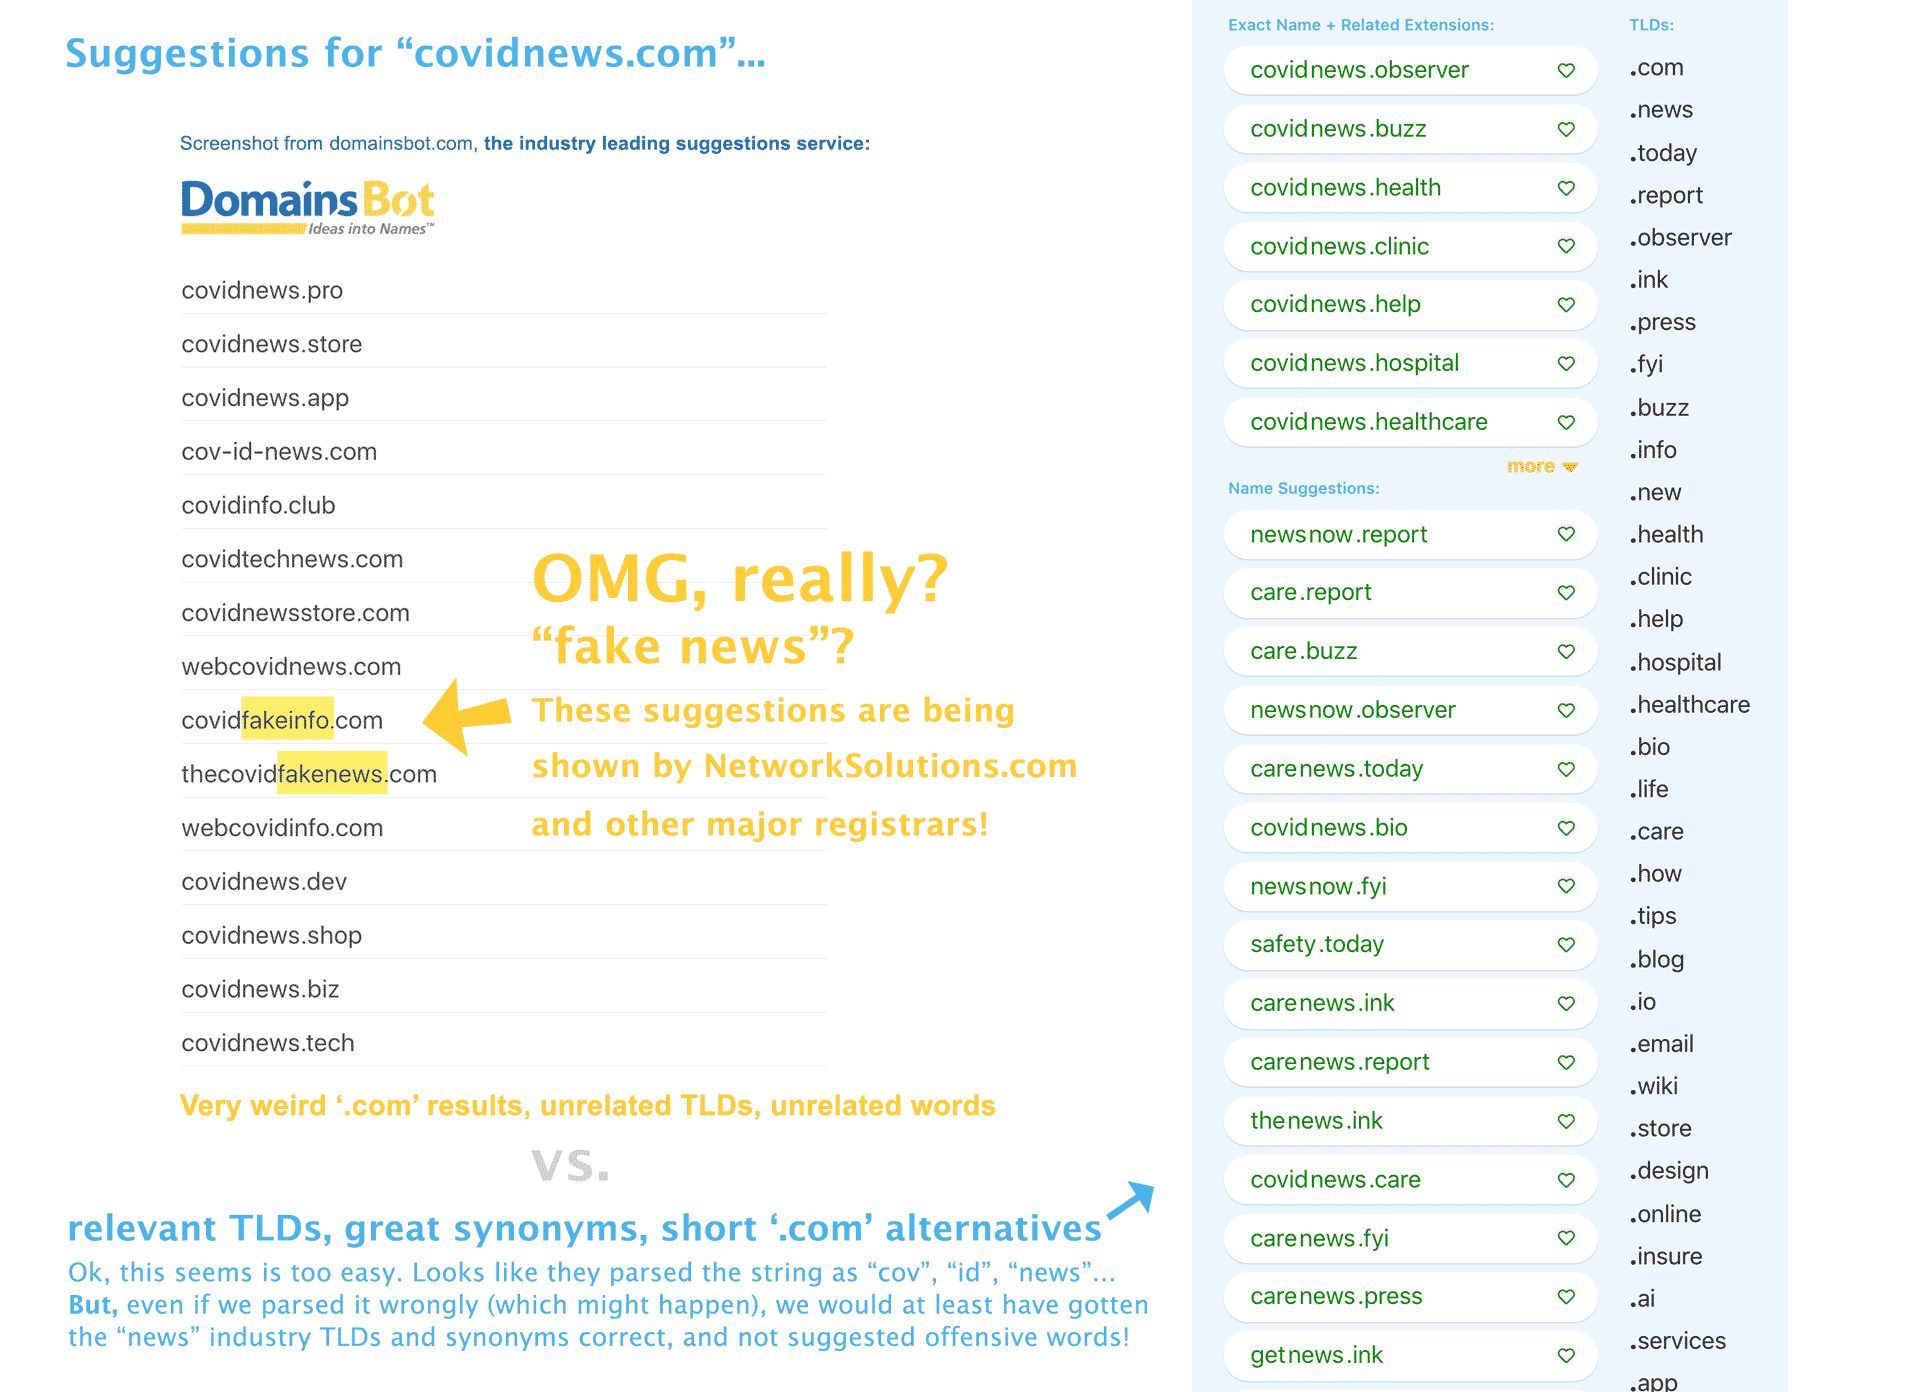 Suggestions for “covidnews.com”...
Screenshot from domainsbot.com, the industry leading suggestions service:
DomainsBot
Ideas into Names™
covidnews.pro
covidnews.store
covidnews.app
cov-id-news.com
covidinfo.club
covidtechnews.com
covidnewsstore.com
webcovidnews.com
covidfakeinfo.com
thecovidfakenews.com
webcovidinfo.com
covidnews.dev
covidnews.shop
covidnews.biz
covidnews.tech
OMG, really?
“fake news”?
These suggestions are being
shown by NetworkSolutions.com
and other major registrars!
Very weird ‘.com’ results, unrelated TLDs, unrelated words
vs.
relevant TLDs, great synonyms, short ‘.com’ alternatives
Ok, this seems is too easy. Looks like they parsed the string as “cov”, “id”, “news”...
But, even if we parsed it wrongly (which might happen), we would at least have gotten
the “news” industry TLDs and synonyms correct, and not suggested offensive words!
Exact Name + Related Extensions:
covidnews.observer
covidnews.buzz
covidnews.health
covidnews.clinic
covidnews.help
covidnews.hospital
covidnews.healthcare
more
Name Suggestions:
newsnow.report
care.report
care.buzz
newsnow.observer
carenews.today
covidnews.bio
newsnow.fyi
safety.today
carenews.ink
carenews.report
thenews.ink
covidnews.care
carenews.fyi
carenews.press
getnews.ink
TLDs:
.com
.news
.today
.report
.observer
.ink
.press
.fyi
.buzz
.info
.new
.health
.clinic
.help
.hospital
.healthcare
.bio
.life
.care
.how
.tips
.blog
.io
.email
.wiki
.store
.design
.online
.insure
.ai
.services
.app